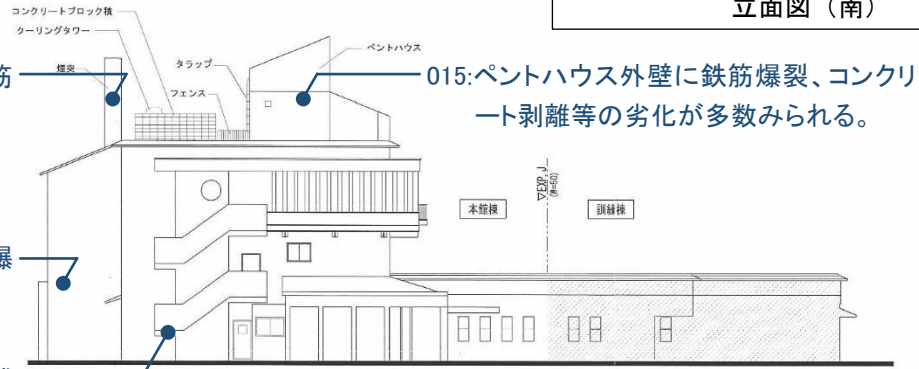 立面図（南）
コンクリートブロック積
クーリングタワー
煙突
タラップ
フェンス
ペントハウス
筋
015:ペントハウス外壁に鉄筋爆裂、コンクリ
ート剥離等の劣化が多数みられる。
▽EXP.J
(W=50)
本館棟
訓練棟
爆